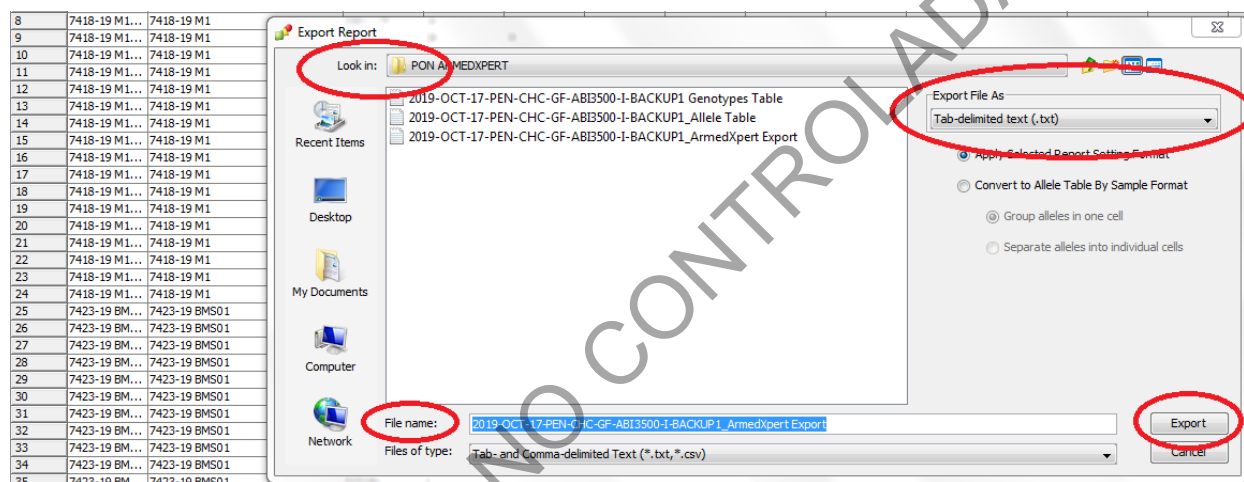 Export Report
Look in: PON ARMEDXPERT
8 7418-19 M1... 7418-19 M1
9 7418-19 M1... 7418-19 M1
10 7418-19 M1... 7418-19 M1
11 7418-19 M1... 7418-19 M1
12 7418-19 M1... 7418-19 M1
13 7418-19 M1... 7418-19 M1
14 7418-19 M1... 7418-19 M1
15 7418-19 M1... 7418-19 M1
16 7418-19 M1... 7418-19 M1
17 7418-19 M1... 7418-19 M1
18 7418-19 M1... 7418-19 M1
19 7418-19 M1... 7418-19 M1
20 7418-19 M1... 7418-19 M1
21 7418-19 M1... 7418-19 M1
22 7418-19 M1... 7418-19 M1
23 7418-19 M1... 7418-19 M1
24 7418-19 M1... 7418-19 M1
25 7423-19 BM... 7423-19 BMS01
26 7423-19 BM... 7423-19 BMS01
27 7423-19 BM... 7423-19 BMS01
28 7423-19 BM... 7423-19 BMS01
29 7423-19 BM... 7423-19 BMS01
30 7423-19 BM... 7423-19 BMS01
31 7423-19 BM... 7423-19 BMS01
32 7423-19 BM... 7423-19 BMS01
33 7423-19 BM... 7423-19 BMS01
34 7423-19 BM... 7423-19 BMS01
35 7423-19 BM... 7423-19 BMS01
Recent Items
Desktop
My Documents
Computer
Network
2019-OCT-17-PEN-CHC-GF-ABI3500-I-BACKUP1 Genotypes Table
2019-OCT-17-PEN-CHC-GF-ABI3500-I-BACKUP1_Allele Table
2019-OCT-17-PEN-CHC-GF-ABI3500-I-BACKUP1_ArmedXpert Export
Export File As
Tab-delimited text (.txt)
Apply Selected Report Setting Format
Convert to Allele Table By Sample Format
Group alleles in one cell
Separate alleles into individual cells
File name: 2019-OCT-17-PEN-CHC-GF-ABI3500-I-BACKUP1_ArmedXpert Export
Export
Files of type: Tab- and Comma-delimited Text (*.txt,*.csv)
Cancel
NO CONTROLADA